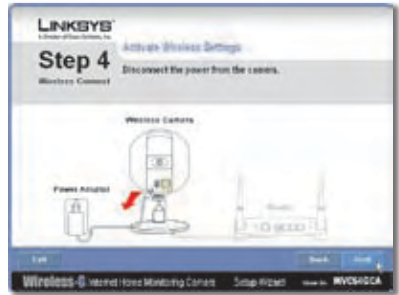 LINKSYS
A Division of Cisco Systems, Inc.
Step 4
Wireless Connect
Activate Wireless Settings
Disconnect the power from the camera.
Wireless Camera
Power Adapter
Router
Exit
Back
Next
Wireless-G Internet Home Monitoring Camera Setup Wizard Model No. WVC54GCA